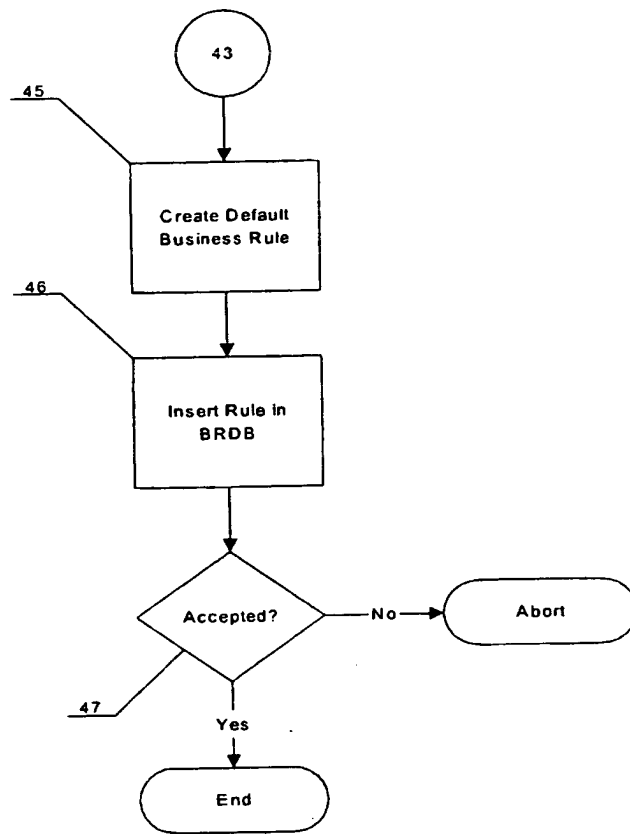 43
45
Create Default
Business Rule
46
Insert Rule in
BRDB
Accepted?
No
Abort
47
Yes
End